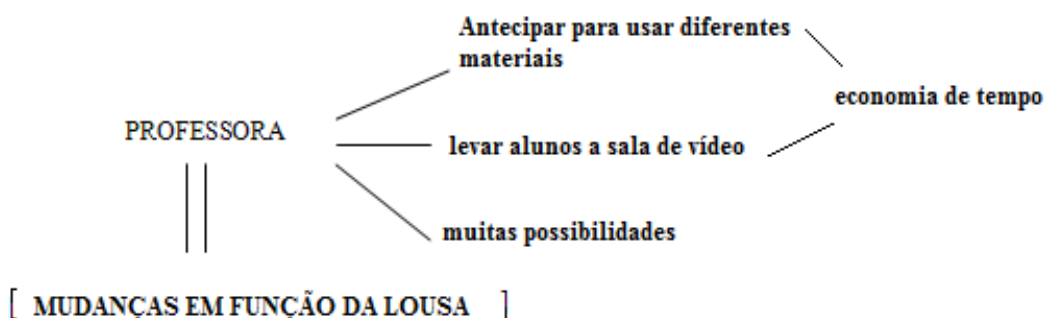 Antecipar para usar diferentes
materiais
economia de tempo
PROFESSORA
levar alunos a sala de vídeo
muitas possibilidades
[ MUDANÇAS EM FUNÇÃO DA LOUSA ]